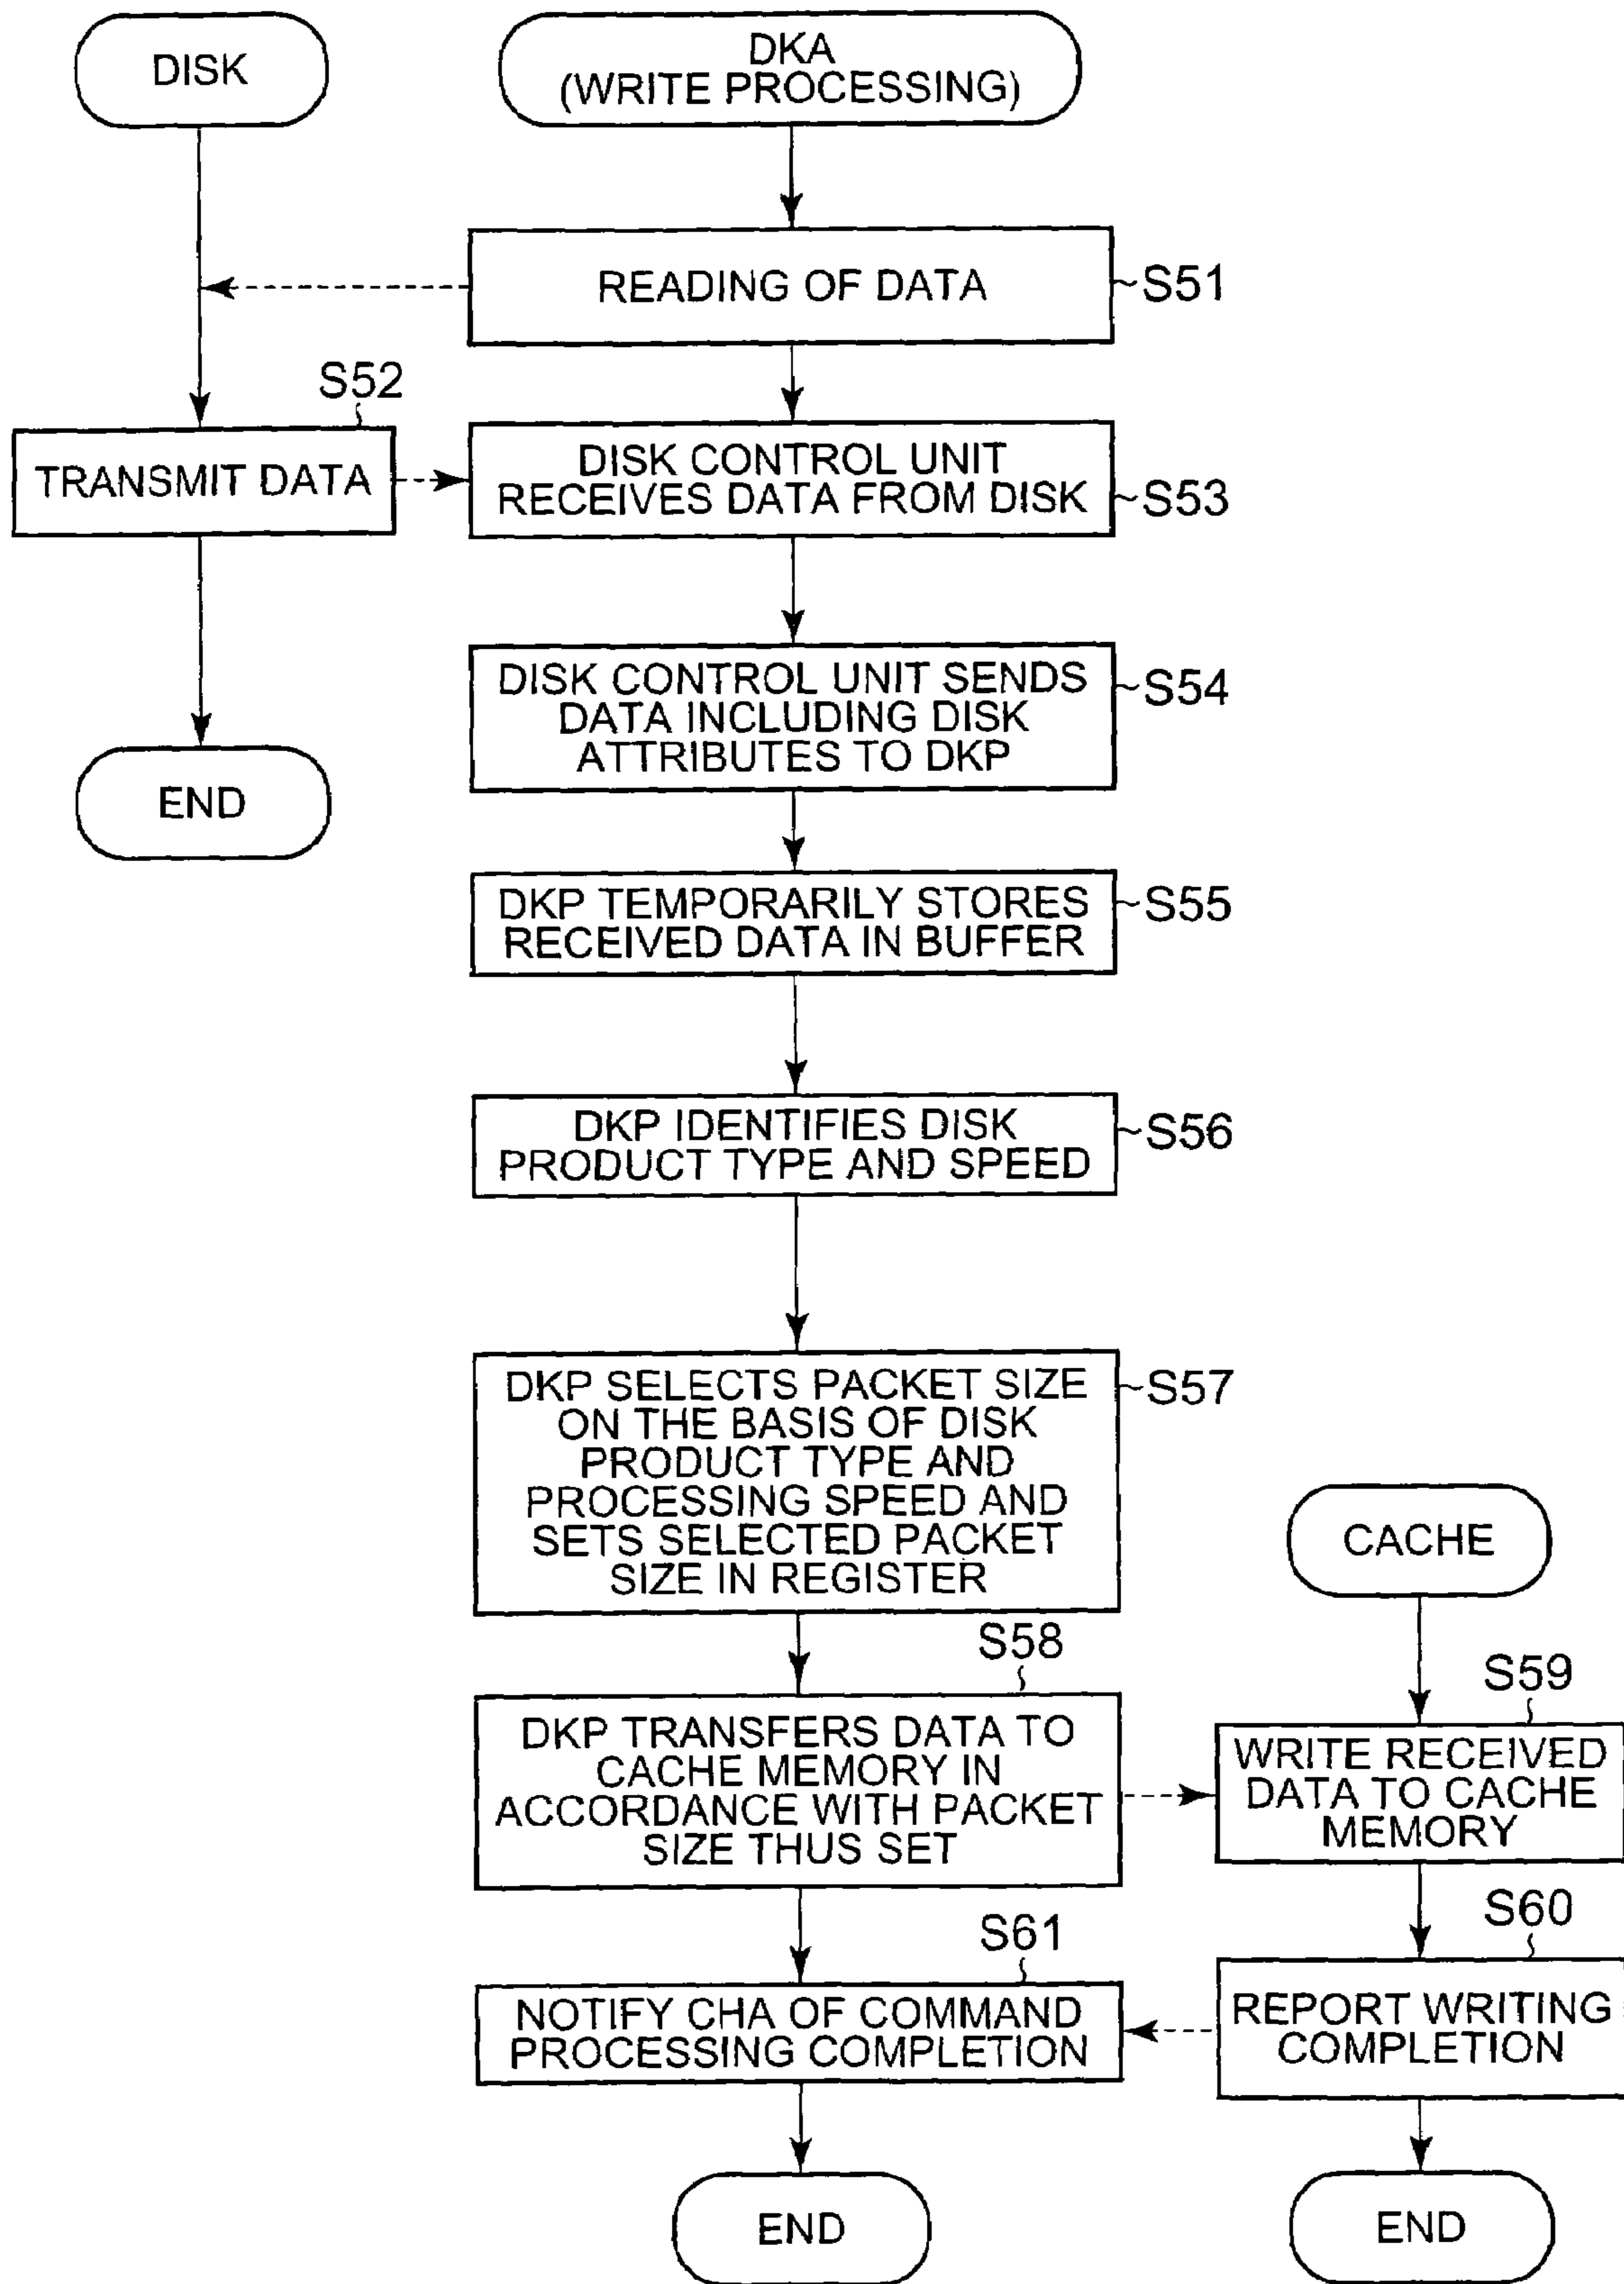 DISK
DKA
(WRITE PROCESSING)
READING OF DATA
S51
S52
TRANSMIT DATA
DISK CONTROL UNIT
RECEIVES DATA FROM DISK
S53
DISK CONTROL UNIT SENDS
DATA INCLUDING DISK
ATTRIBUTES TO DKP
S54
END
DKP TEMPORARILY STORES
RECEIVED DATA IN BUFFER
S55
DKP IDENTIFIES DISK
PRODUCT TYPE AND SPEED
S56
DKP SELECTS PACKET SIZE
ON THE BASIS OF DISK
PRODUCT TYPE AND
PROCESSING SPEED AND
SETS SELECTED PACKET
SIZE IN REGISTER
S57
CACHE
S58
DKP TRANSFERS DATA TO
CACHE MEMORY IN
ACCORDANCE WITH PACKET
SIZE THUS SET
S59
WRITE RECEIVED
DATA TO CACHE
MEMORY
S60
REPORT WRITING
COMPLETION
S61
NOTIFY CHA OF COMMAND
PROCESSING COMPLETION
END
END